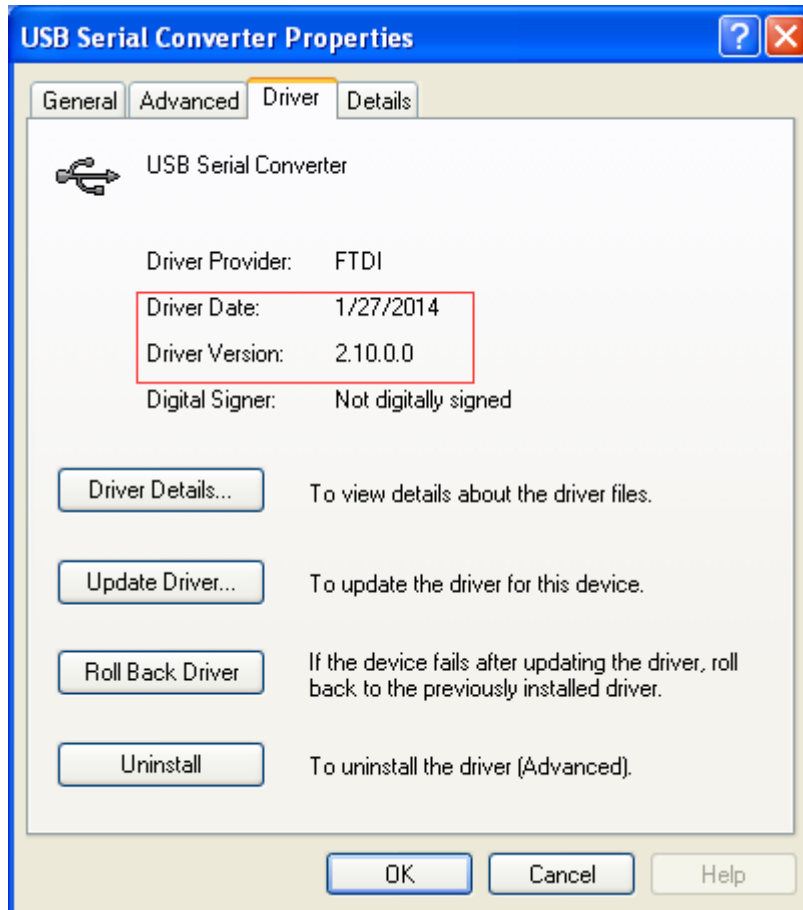 USB Serial Converter Properties
General Advanced Driver Details
USB Serial Converter
Driver Provider: FTDI
Driver Date: 1/27/2014
Driver Version: 2.10.0.0
Digital Signer: Not digitally signed
Driver Details... To view details about the driver files.
Update Driver... To update the driver for this device.
Roll Back Driver If the device fails after updating the driver, roll
back to the previously installed driver.
Uninstall To uninstall the driver (Advanced).
OK Cancel Help